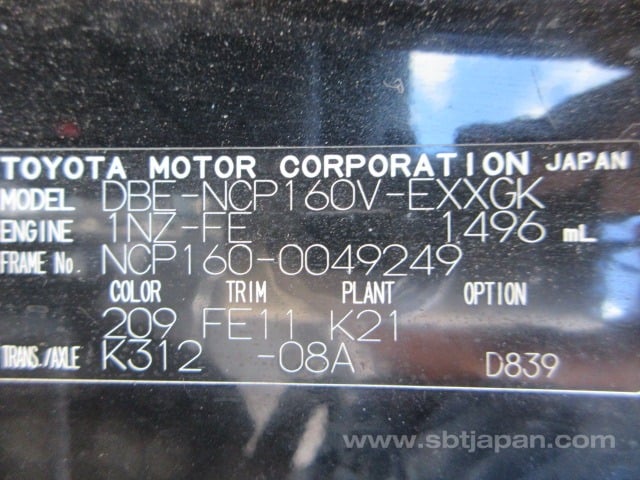 TOYOTA MOTOR CORPORATION JAPAN
MODEL DBE-NCP160V-EXXGK
ENGINE 1NZ-FE 1496 mL
FRAME No. NCP160-0049249
COLOR TRIM PLANT OPTION
209 FE11 K21
TRANS./AXLE K312 -08A D839
www.sbtjapan.com